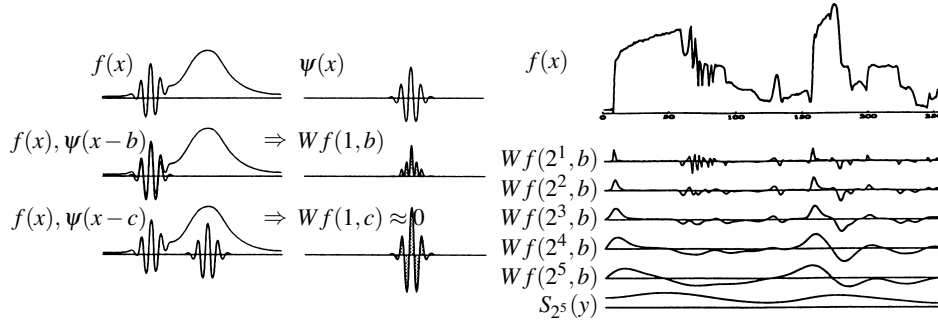 f(x)
ψ(x)
f(x), ψ(x−b)
⇒ Wf(1,b)
f(x), ψ(x−c)
⇒ Wf(1,c) ≈ 0
f(x)
0 50 100 150 200 250
Wf(2¹,b)
Wf(2²,b)
Wf(2³,b)
Wf(2⁴,b)
Wf(2⁵,b)
S₂⁵(y)